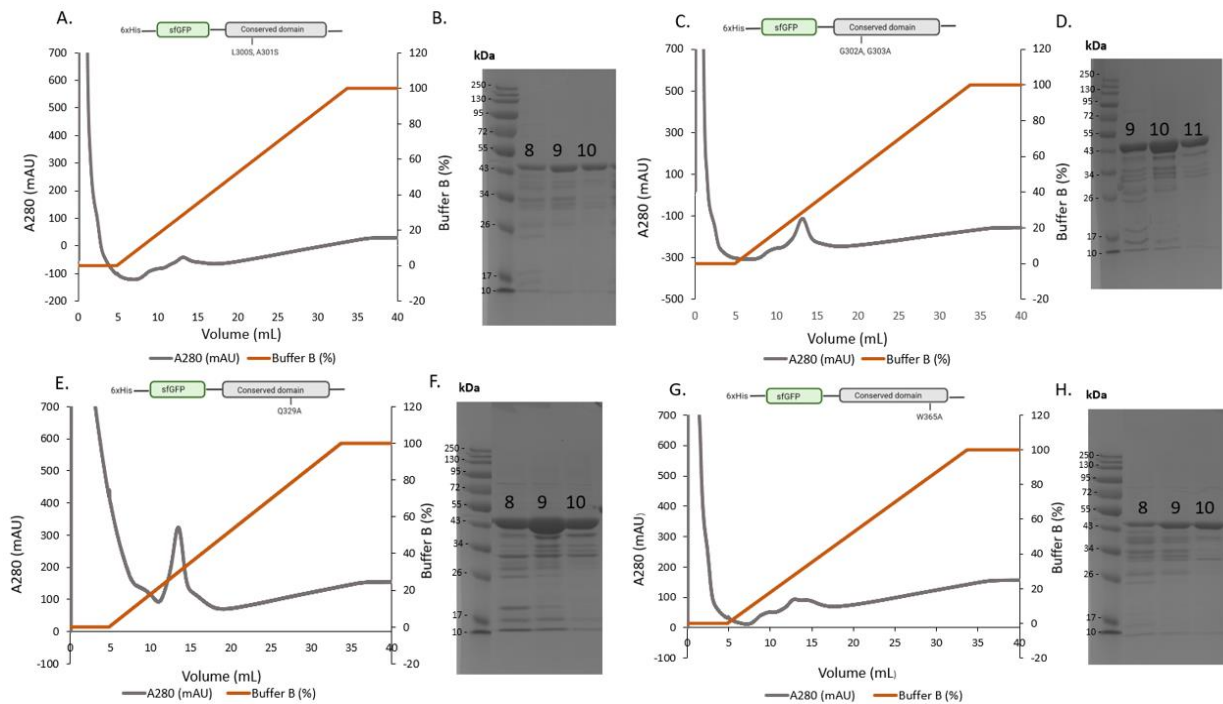 A.
6xHis
sfGFP
Conserved domain
L300S, A301S
700
600
500
400
300
200
100
0
-100
-200
A280 (mAU)
120
100
80
60
40
20
0
-20
Buffer B (%)
0 5 10 15 20 25 30 35 40
Volume (mL)
A280 (mAU) Buffer B (%)
B.
kDa
250 -
130 -
95 -
72 -
55 -
43 -
34 -
26 -
17 -
10 -
8 9 10
C.
6xHis
sfGFP
Conserved domain
G302A, G303A
700
500
300
100
-100
-300
-500
A280 (mAU)
120
100
80
60
40
20
0
-20
Buffer B (%)
0 5 10 15 20 25 30 35 40
Volume (mL)
A280 (mAU) Buffer B (%)
D.
kDa
250 -
130 -
95 -
72 -
55 -
43 -
34 -
26 -
17 -
10 -
9 10 11
E.
6xHis
sfGFP
Conserved domain
Q329A
700
600
500
400
300
200
100
0
-100
A280 (mAU)
120
100
80
60
40
20
0
-20
Buffer B (%)
0 5 10 15 20 25 30 35 40
Volume (mL)
A280 (mAU) Buffer B (%)
F.
kDa
250 -
130 -
95 -
72 -
55 -
43 -
34 -
26 -
17 -
10 -
8 9 10
G.
6xHis
sfGFP
Conserved domain
W365A
700
600
500
400
300
200
100
0
-100
A280 (mAU)
120
100
80
60
40
20
0
-20
Buffer B (%)
0 5 10 15 20 25 30 35 40
Volume (mL)
A280 (mAU) Buffer B (%)
H.
kDa
250 -
130 -
95 -
72 -
55 -
43 -
34 -
26 -
17 -
10 -
8 9 10